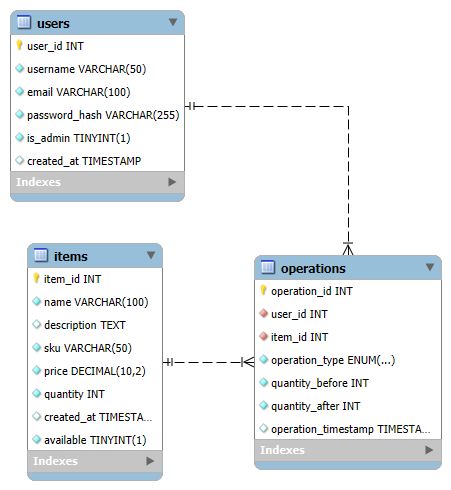 users
user_id INT
username VARCHAR(50)
email VARCHAR(100)
password_hash VARCHAR(255)
is_admin TINYINT(1)
created_at TIMESTAMP
Indexes
items
item_id INT
name VARCHAR(100)
description TEXT
sku VARCHAR(50)
price DECIMAL(10,2)
quantity INT
created_at TIMESTA...
available TINYINT(1)
Indexes
operations
operation_id INT
user_id INT
item_id INT
operation_type ENUM(...)
quantity_before INT
quantity_after INT
operation_timestamp TIMESTA...
Indexes